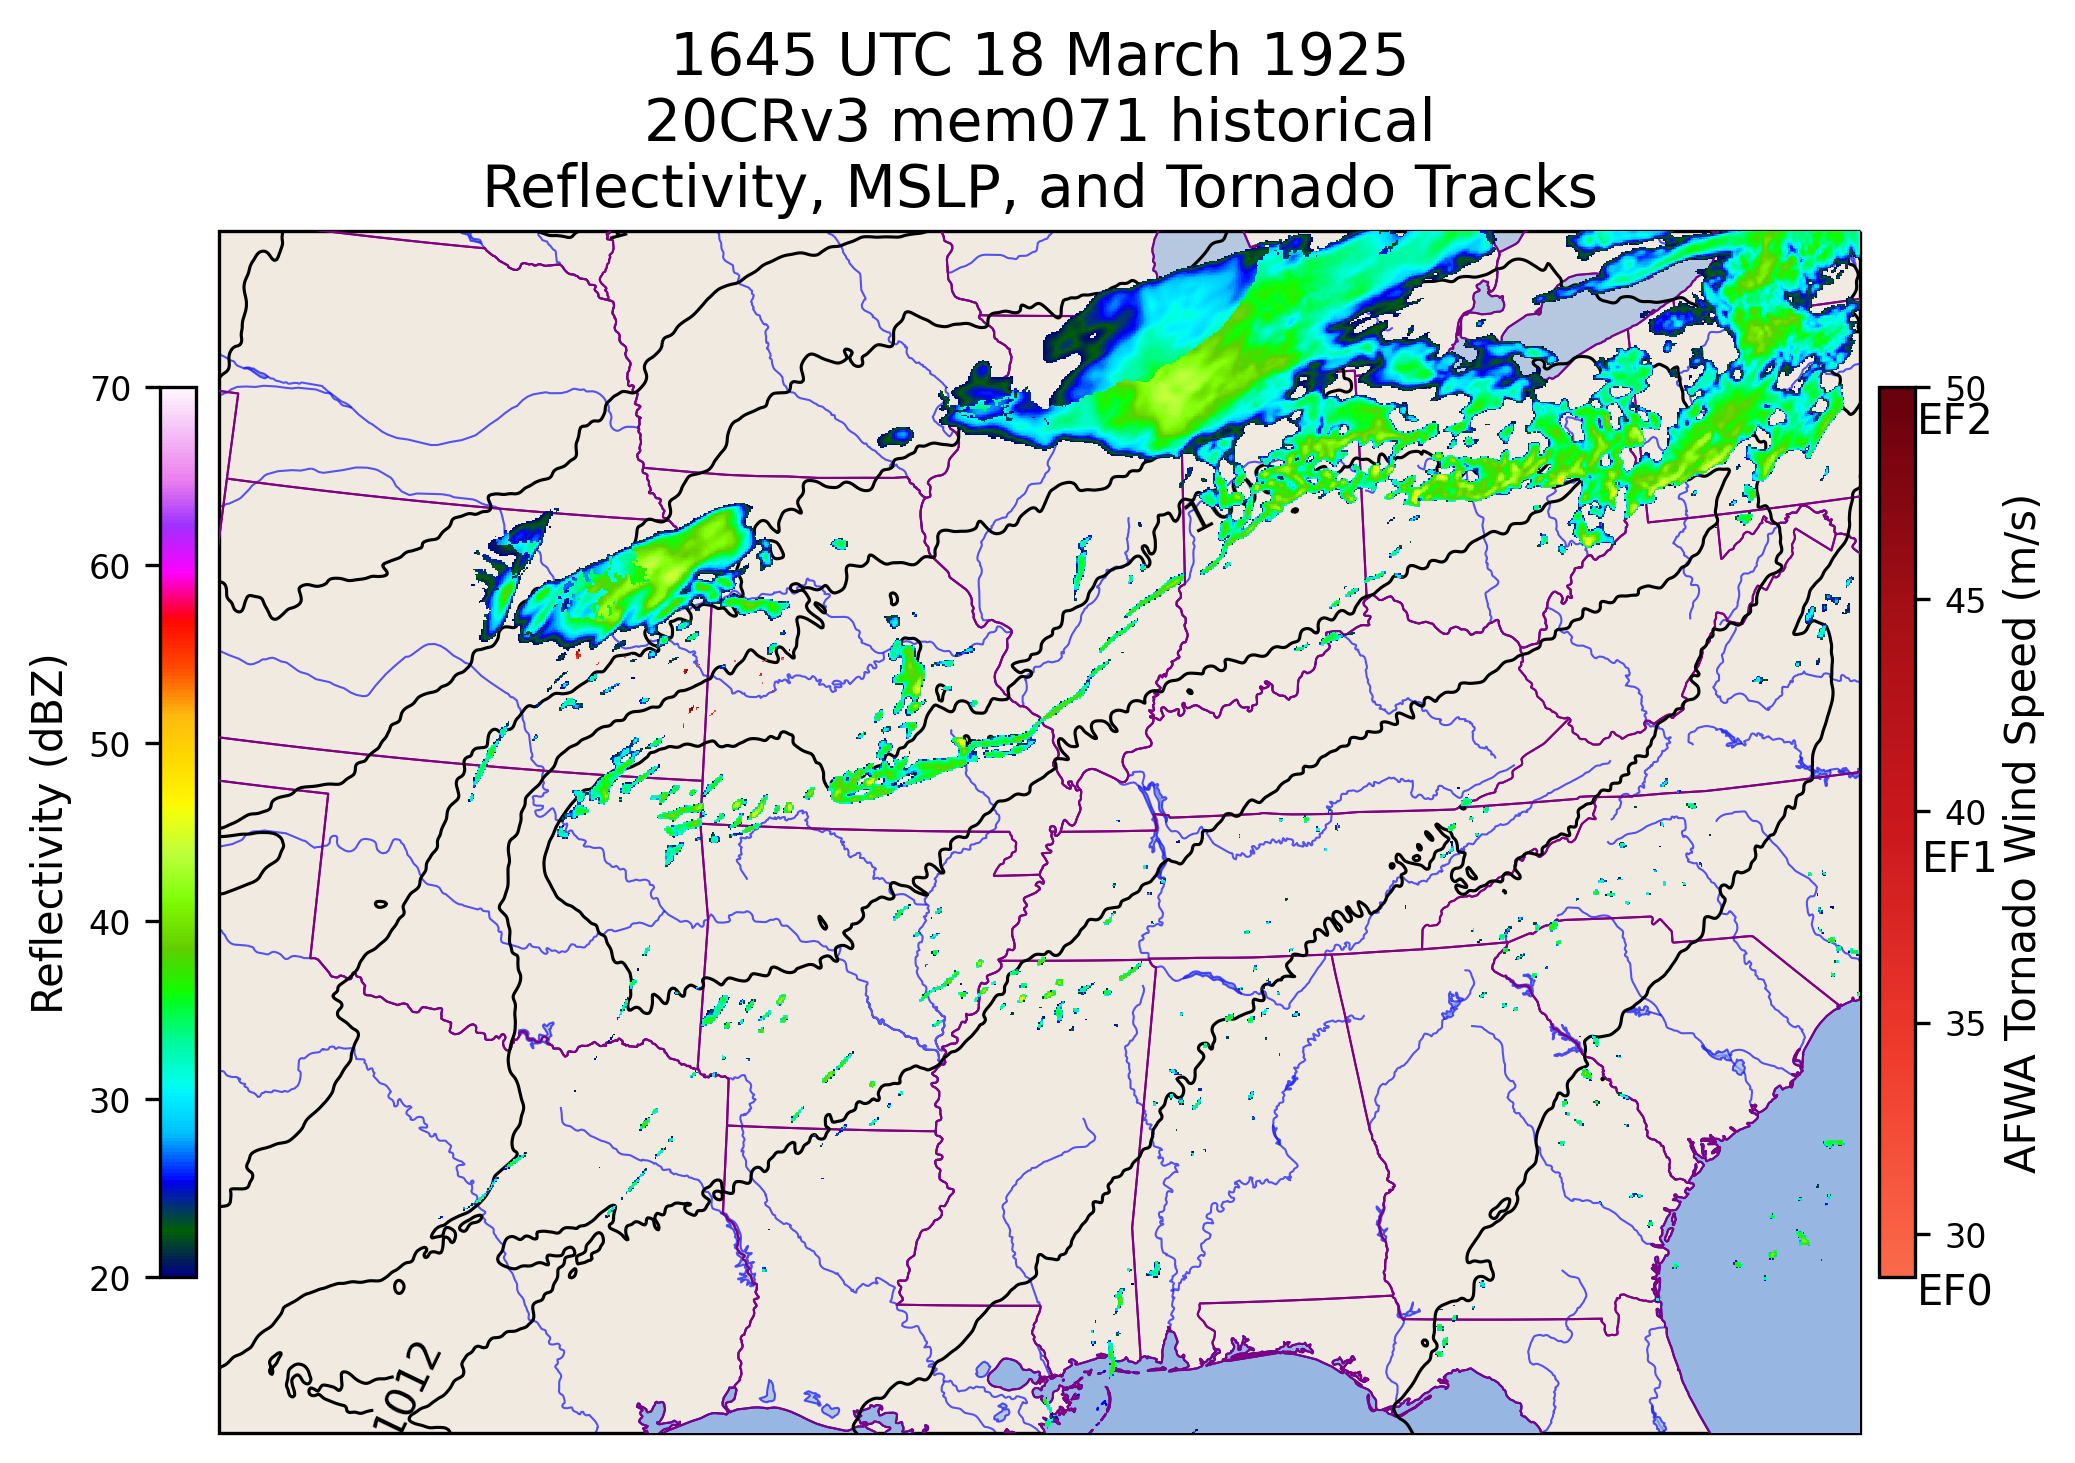 1645 UTC 18 March 1925
20CRv3 mem071 historical
Reflectivity, MSLP, and Tornado Tracks
Reflectivity (dBZ)
70
60
50
40
30
20
1012
50
EF2
45
40
EF1
35
30
EF0
AFWA Tornado Wind Speed (m/s)